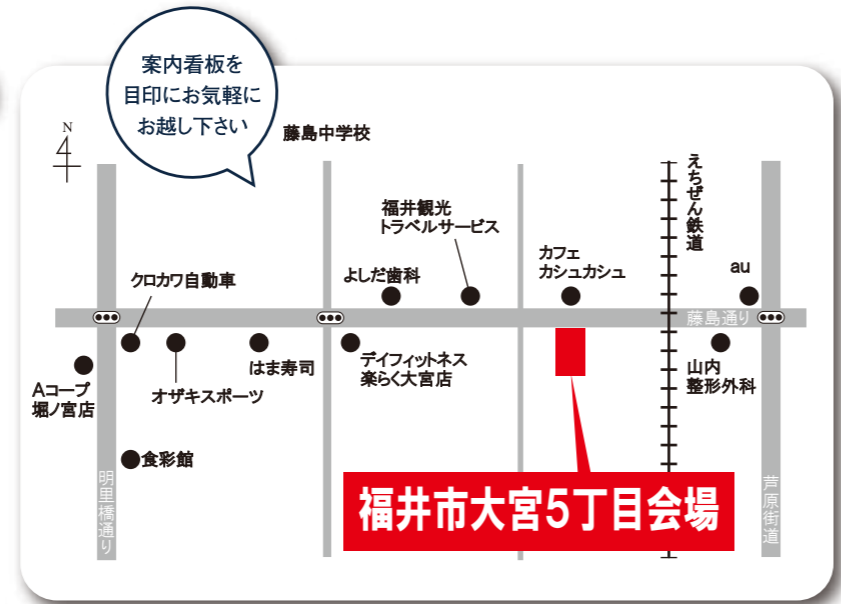 案内看板を
目印にお気軽に
お越し下さい
N
藤島中学校
えちぜん鉄道
福井観光
トラベルサービス
カフェ
カシュカシュ
au
よしだ歯科
クロカワ自動車
藤島通り
はま寿司
デイフィットネス
楽らく大宮店
山内
整形外科
Aコープ
堀ノ宮店
オザキスポーツ
食彩館
明里橋通り
芦原街道
福井市大宮5丁目会場